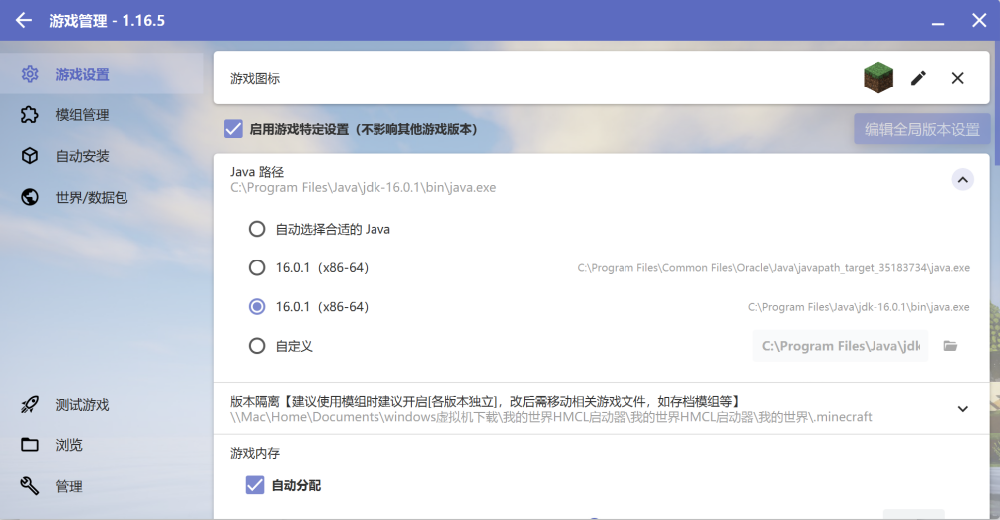 游戏管理 - 1.16.5
游戏设置
模组管理
自动安装
世界/数据包
测试游戏
浏览
管理
游戏图标
启用游戏特定设置（不影响其他游戏版本）
编辑全局版本设置
Java 路径
C:\Program Files\Java\jdk-16.0.1\bin\java.exe
自动选择合适的 Java
16.0.1（x86-64） C:\Program Files\Common Files\Oracle\Java\javapath_target_35183734\java.exe
16.0.1（x86-64） C:\Program Files\Java\jdk-16.0.1\bin\java.exe
自定义 C:\Program Files\Java\jdk
版本隔离【建议使用模组时建议开启[各版本独立]，改后需移动相关游戏文件，如存档模组等】
\\Mac\Home\Documents\windows虚拟机下载\我的世界HMCL启动器\我的世界HMCL启动器\我的世界\.minecraft
游戏内存
自动分配